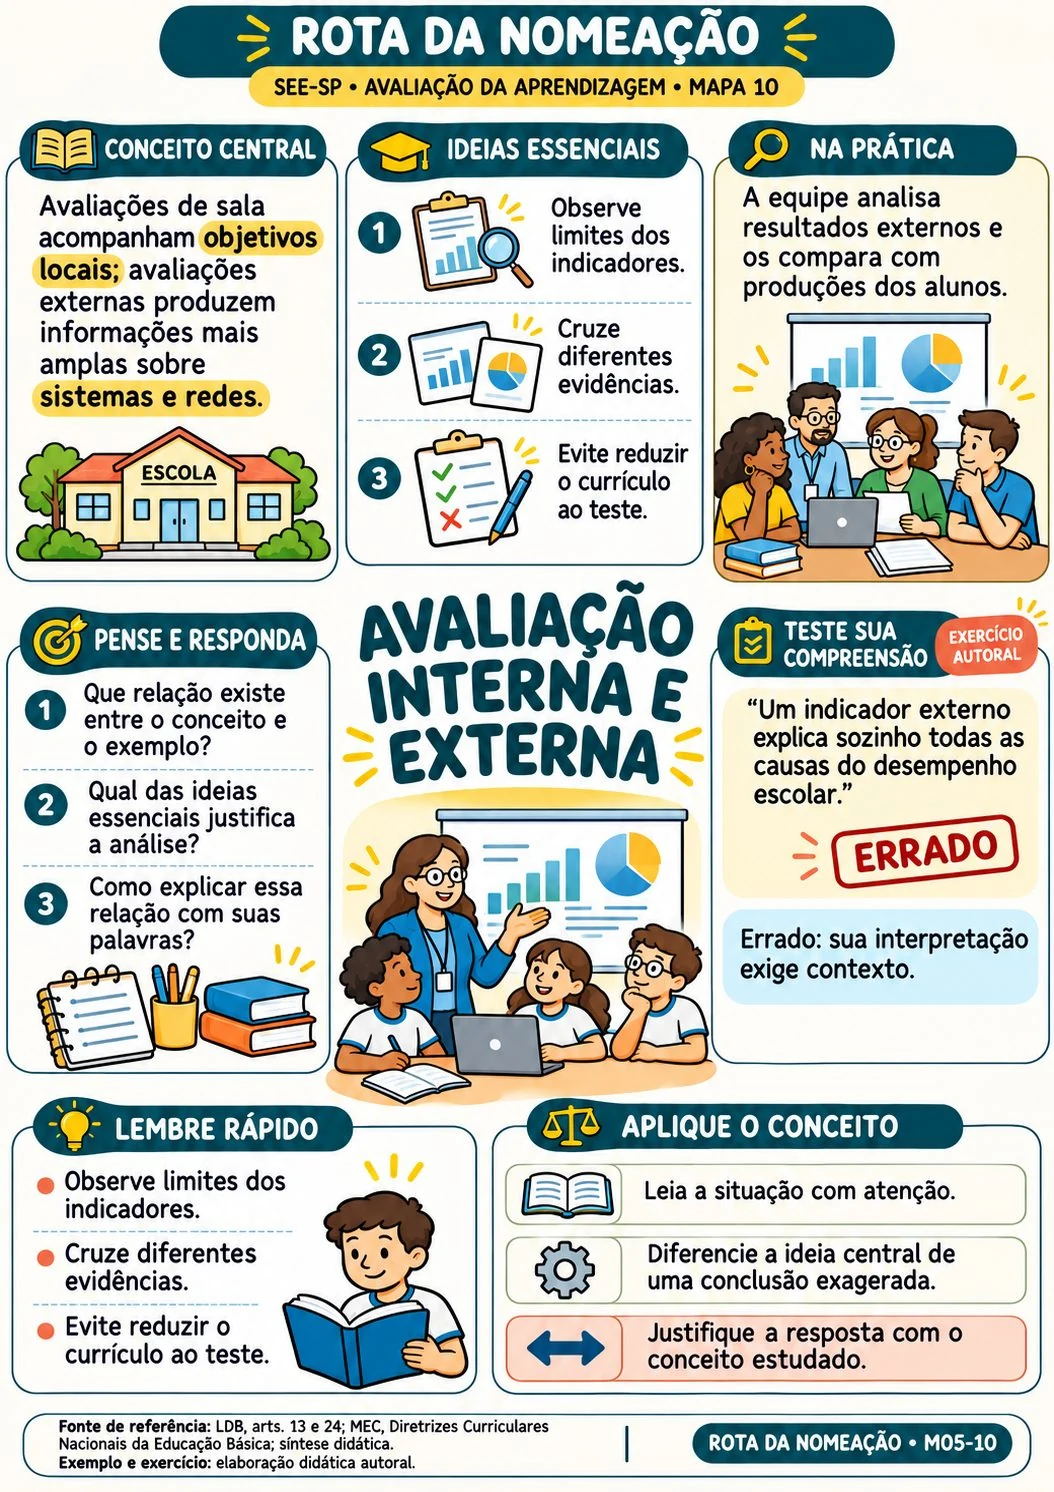 ROTA DA NOMEAÇÃO
SEE-SP • AVALIAÇÃO DA APRENDIZAGEM • MAPA 10
CONCEITO CENTRAL
Avaliações de sala
acompanham objetivos
locais; avaliações
externas produzem
informações mais
amplas sobre
sistemas e redes.
ESCOLA
IDEIAS ESSENCIAIS
1
Observe
limites dos
indicadores.
2
Cruze
diferentes
evidências.
3
Evite reduzir
o currículo
ao teste.
NA PRÁTICA
A equipe analisa
resultados externos e
os compara com
produções dos alunos.
PENSE E RESPONDA
1
Que relação existe
entre o conceito e
o exemplo?
2
Qual das ideias
essenciais justifica
a análise?
3
Como explicar essa
relação com suas
palavras?
AVALIAÇÃO
INTERNA E
EXTERNA
TESTE SUA
COMPREENSÃO
EXERCÍCIO
AUTORAL
“Um indicador externo
explica sozinho todas as
causas do desempenho
escolar.”
ERRADO
Errado: sua interpretação
exige contexto.
LEMBRE RÁPIDO
Observe limites dos
indicadores.
Cruze diferentes
evidências.
Evite reduzir o
currículo ao teste.
APLIQUE O CONCEITO
Leia a situação com atenção.
Diferencie a ideia central de
uma conclusão exagerada.
Justifique a resposta com o
conceito estudado.
Fonte de referência: LDB, arts. 13 e 24; MEC, Diretrizes Curriculares
Nacionais da Educação Básica; síntese didática.
Exemplo e exercício: elaboração didática autoral.
ROTA DA NOMEAÇÃO • M05-10